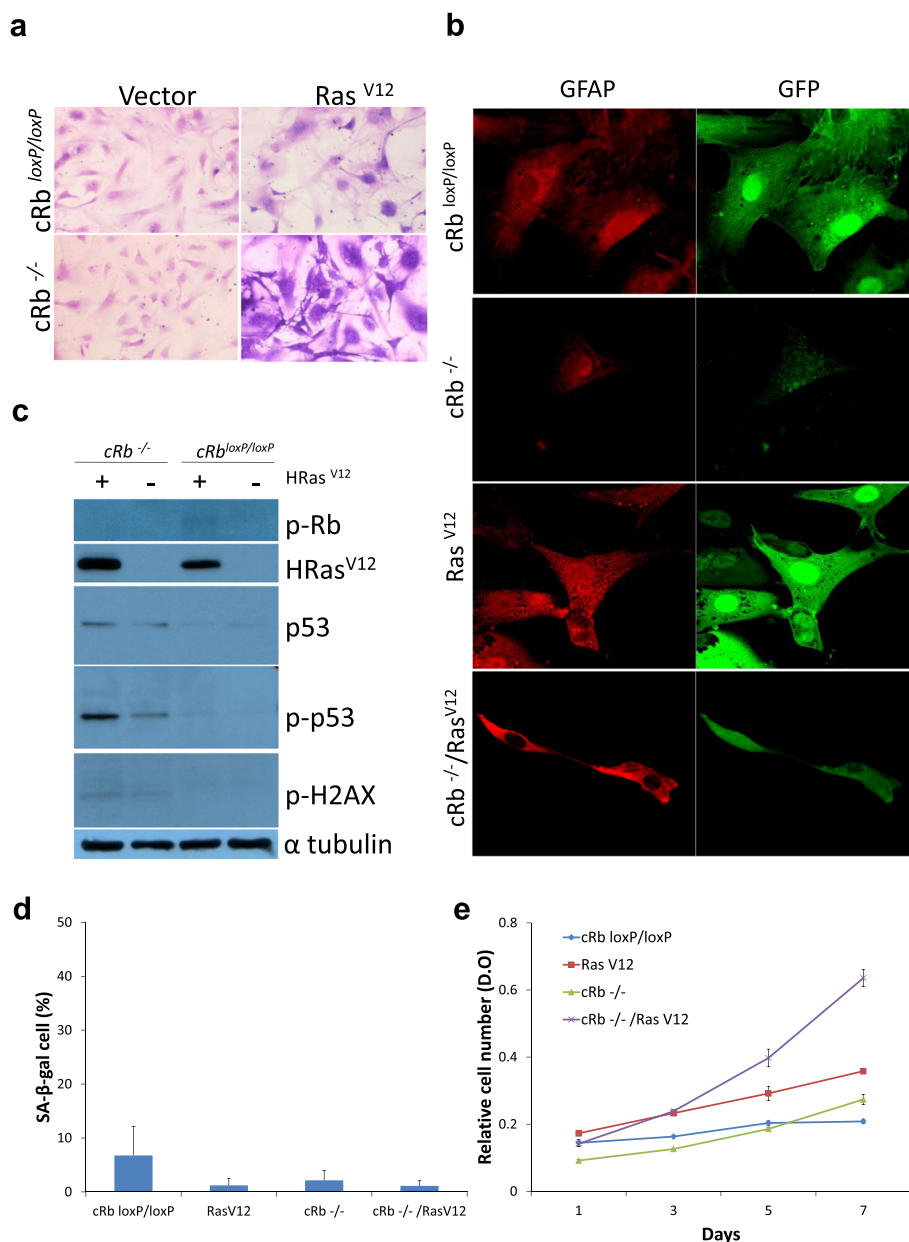 a
Vector
Ras V12
cRb loxP/loxP
cRb -/-
b
GFAP
GFP
cRb loxP/loxP
cRb -/-
Ras V12
cRb -/-/RasV12
c
cRb -/-
cRb loxP/loxP
+ - + -
HRas V12
p-Rb
HRasV12
p53
p-p53
p-H2AX
α tubulin
d
SA-β-gal cell (%)
50
40
30
20
10
0
cRb loxP/loxP
RasV12
cRb -/-
cRb -/- /RasV12
e
Relative cell number (D.O)
0.8
0.6
0.4
0.2
0
cRb loxP/loxP
Ras V12
cRb -/-
cRb -/- /Ras V12
1
3
5
7
Days